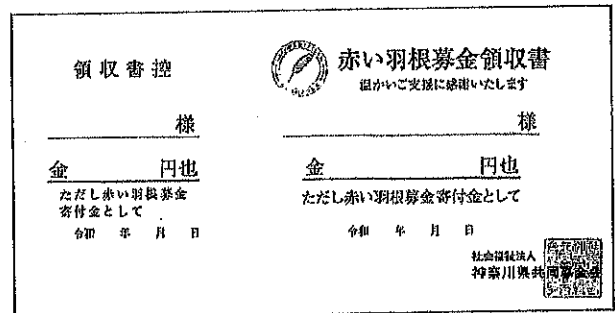 領収書控
様
金 円也
ただし赤い羽根募金
寄付金として
令和 年 月 日
赤い羽根募金領収書
温かいご支援に感謝いたします
様
金 円也
ただし赤い羽根募金寄付金として
令和 年 月 日
社会福祉法人
神奈川県共同募金会